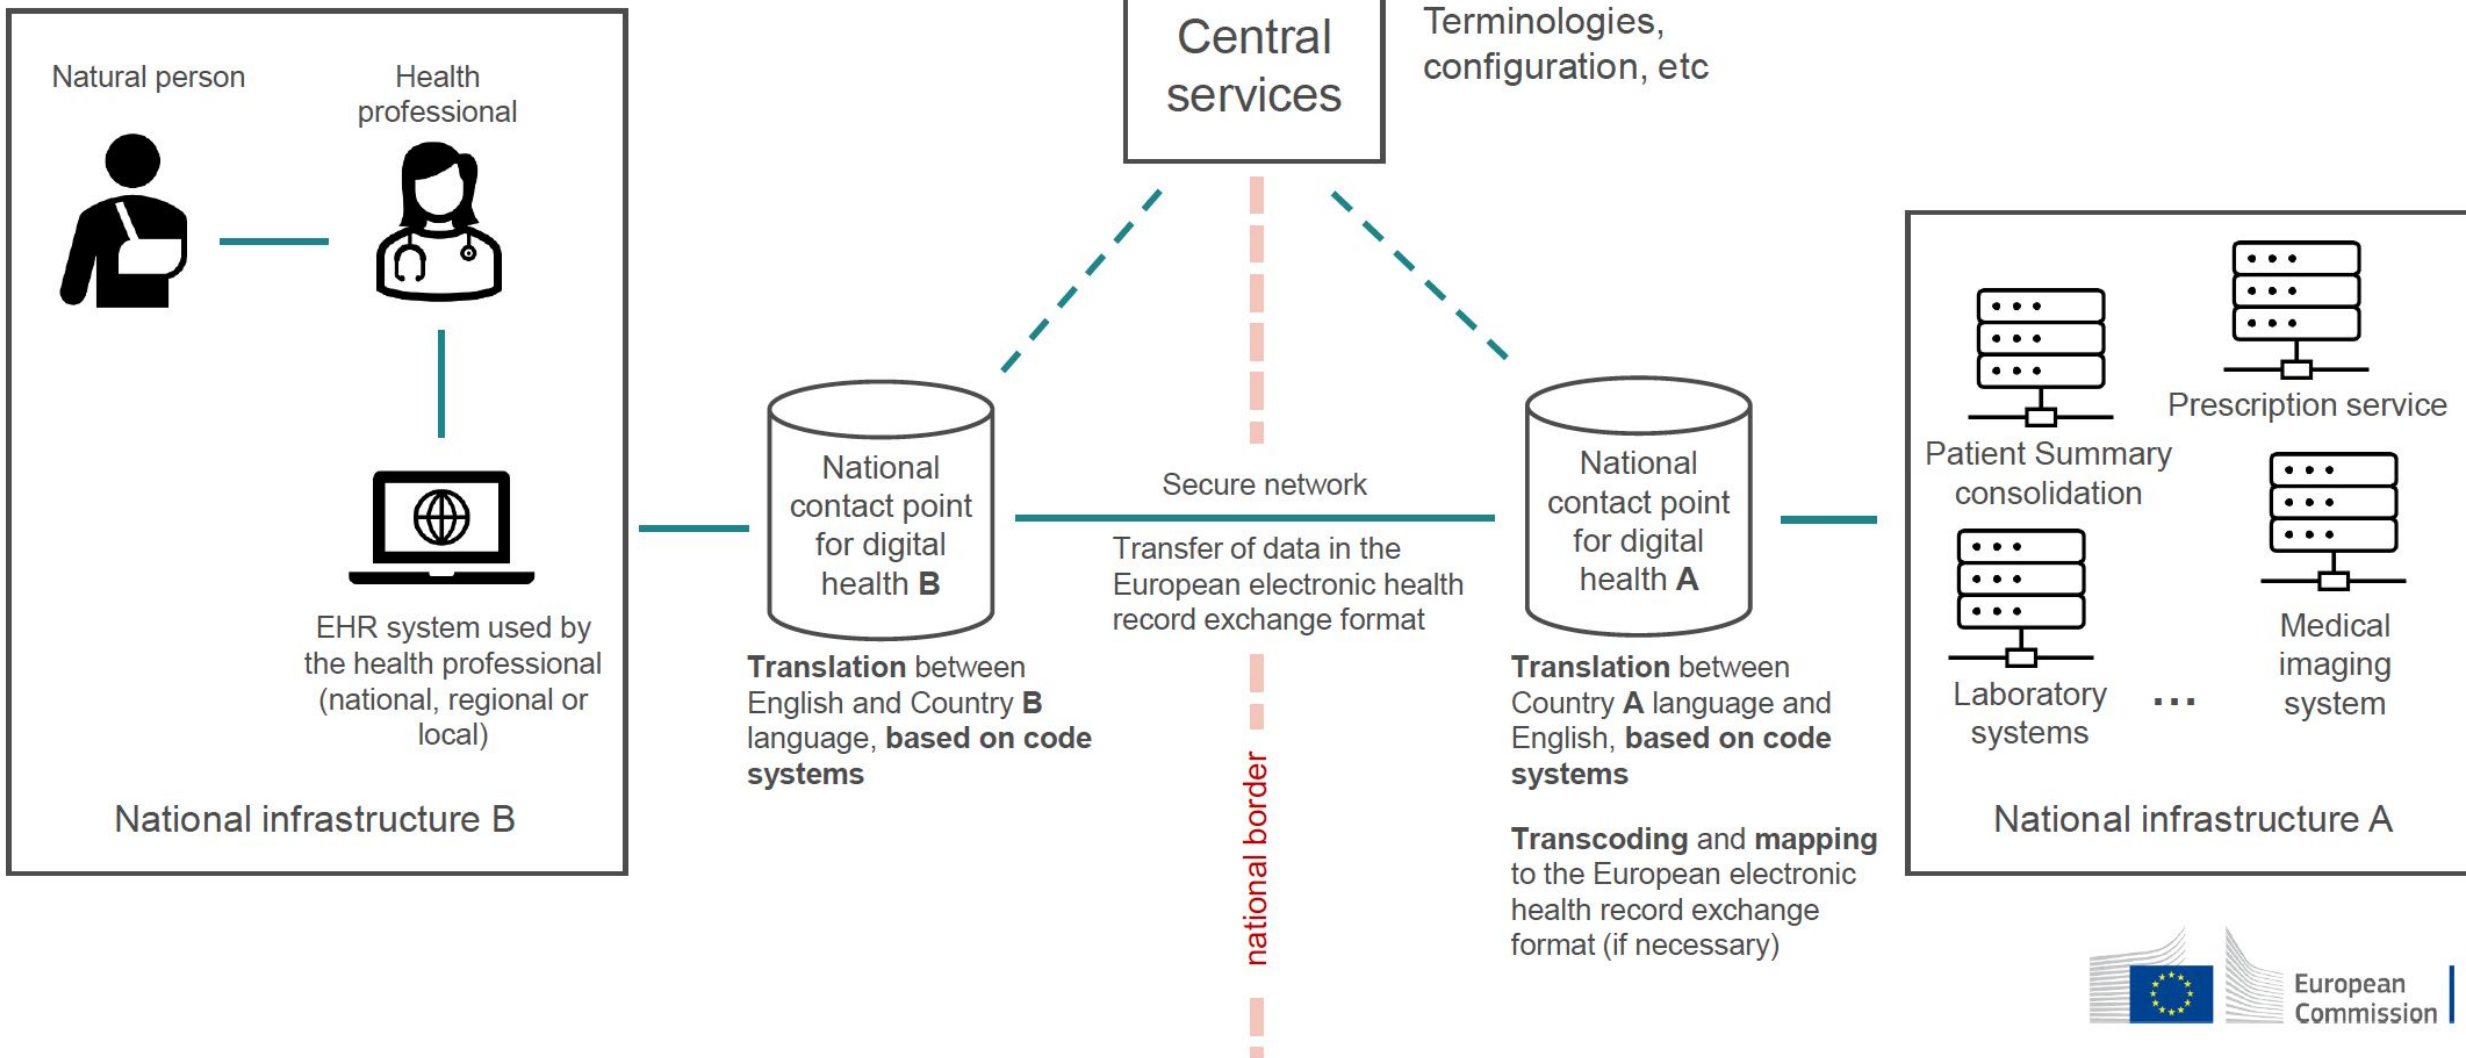 Natural person
Health
professional
EHR system used by
the health professional
(national, regional or
local)
National infrastructure B
National
contact point
for digital
health B
Translation between
English and Country B
language, based on code
systems
Central
services
Terminologies,
configuration, etc
Secure network
Transfer of data in the
European electronic health
record exchange format
national border
National
contact point
for digital
health A
Translation between
Country A language and
English, based on code
systems
Transcoding and mapping
to the European electronic
health record exchange
format (if necessary)
Prescription service
Patient Summary
consolidation
Laboratory
systems
...
Medical
imaging
system
National infrastructure A
European
Commission